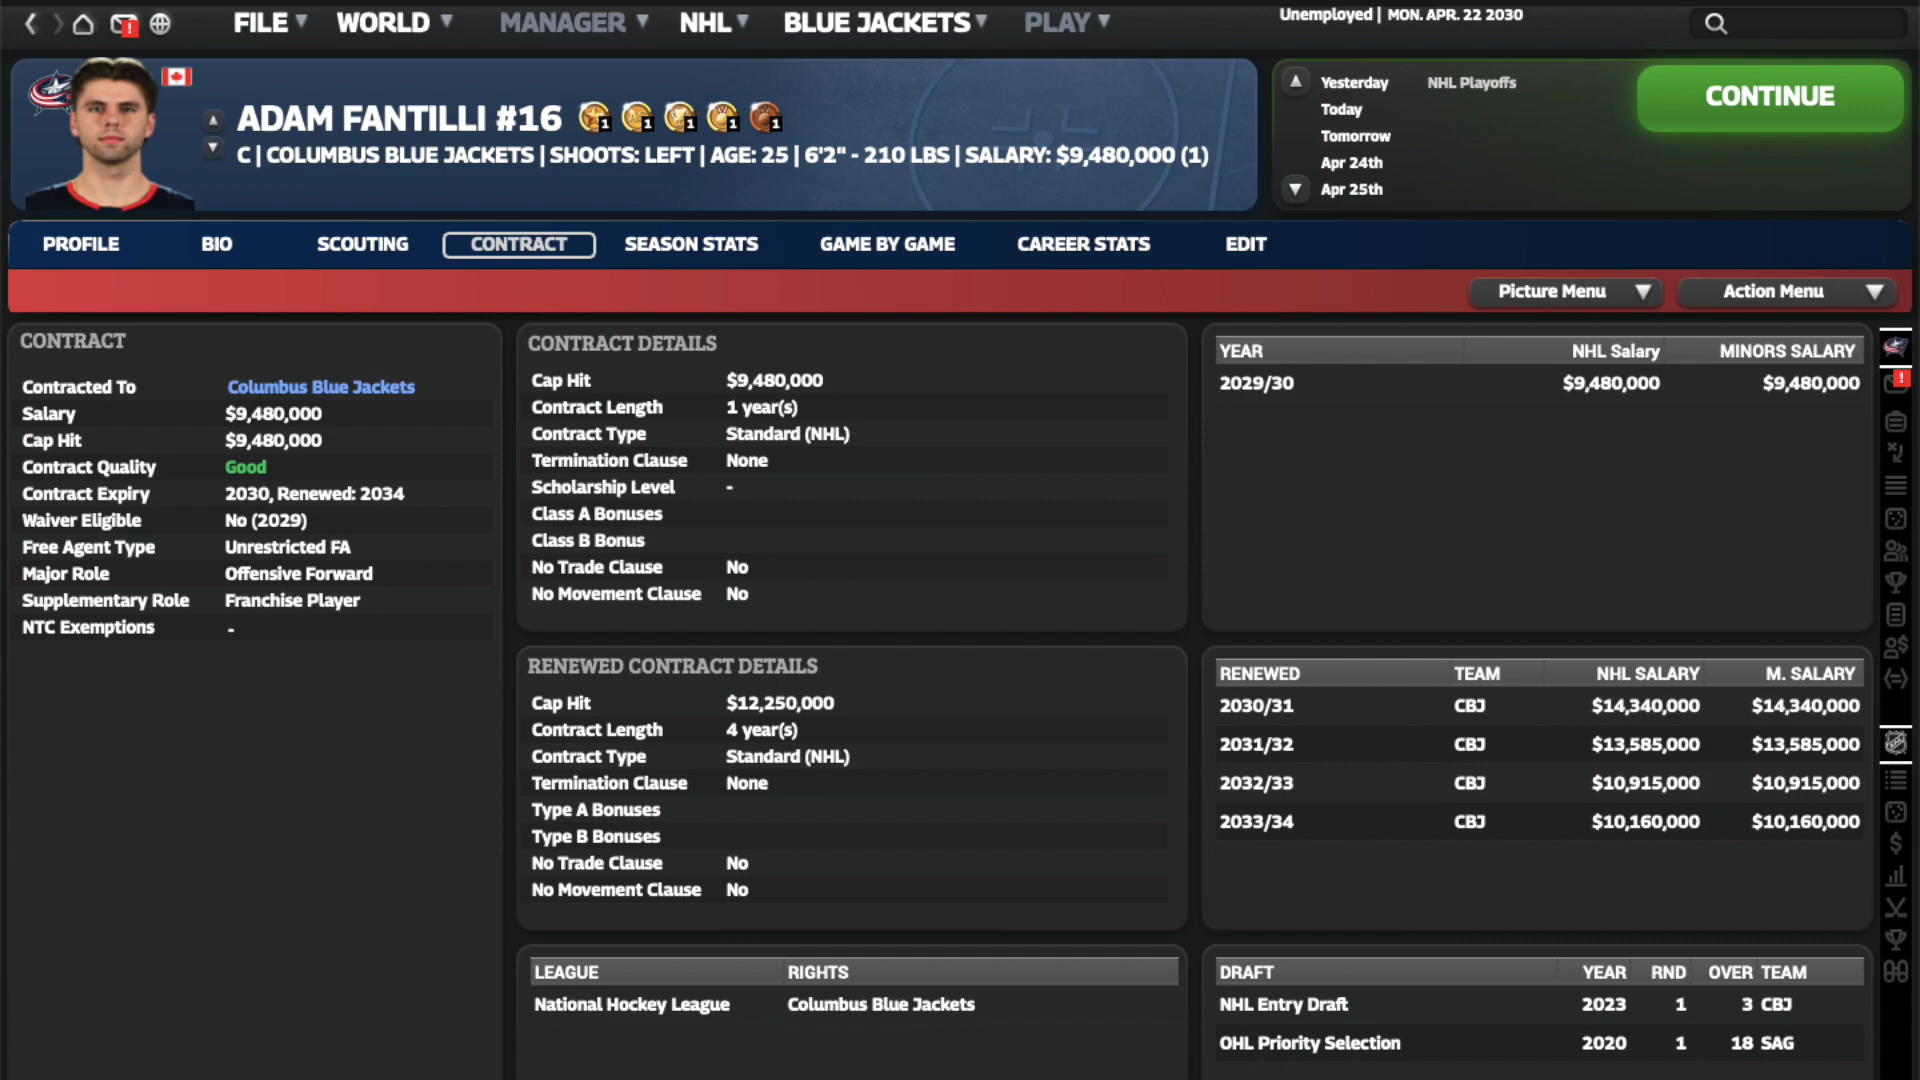 FILE WORLD MANAGER NHL BLUE JACKETS PLAY
Unemployed | MON. APR. 22 2030
ADAM FANTILLI #16 1 1 1 1 1
C | COLUMBUS BLUE JACKETS | SHOOTS: LEFT | AGE: 25 | 6'2" - 210 LBS | SALARY: $9,480,000 (1)
Yesterday NHL Playoffs
Today
Tomorrow
Apr 24th
Apr 25th
CONTINUE
PROFILE BIO SCOUTING CONTRACT SEASON STATS GAME BY GAME CAREER STATS EDIT
Picture Menu Action Menu
CONTRACT
Contracted To Columbus Blue Jackets
Salary $9,480,000
Cap Hit $9,480,000
Contract Quality Good
Contract Expiry 2030, Renewed: 2034
Waiver Eligible No (2029)
Free Agent Type Unrestricted FA
Major Role Offensive Forward
Supplementary Role Franchise Player
NTC Exemptions -
CONTRACT DETAILS
Cap Hit $9,480,000
Contract Length 1 year(s)
Contract Type Standard (NHL)
Termination Clause None
Scholarship Level -
Class A Bonuses
Class B Bonus
No Trade Clause No
No Movement Clause No
YEAR NHL Salary MINORS SALARY
2029/30 $9,480,000 $9,480,000
RENEWED CONTRACT DETAILS
Cap Hit $12,250,000
Contract Length 4 year(s)
Contract Type Standard (NHL)
Termination Clause None
Type A Bonuses
Type B Bonuses
No Trade Clause No
No Movement Clause No
RENEWED TEAM NHL SALARY M. SALARY
2030/31 CBJ $14,340,000 $14,340,000
2031/32 CBJ $13,585,000 $13,585,000
2032/33 CBJ $10,915,000 $10,915,000
2033/34 CBJ $10,160,000 $10,160,000
LEAGUE RIGHTS
National Hockey League Columbus Blue Jackets
DRAFT YEAR RND OVER TEAM
NHL Entry Draft 2023 1 3 CBJ
OHL Priority Selection 2020 1 18 SAG